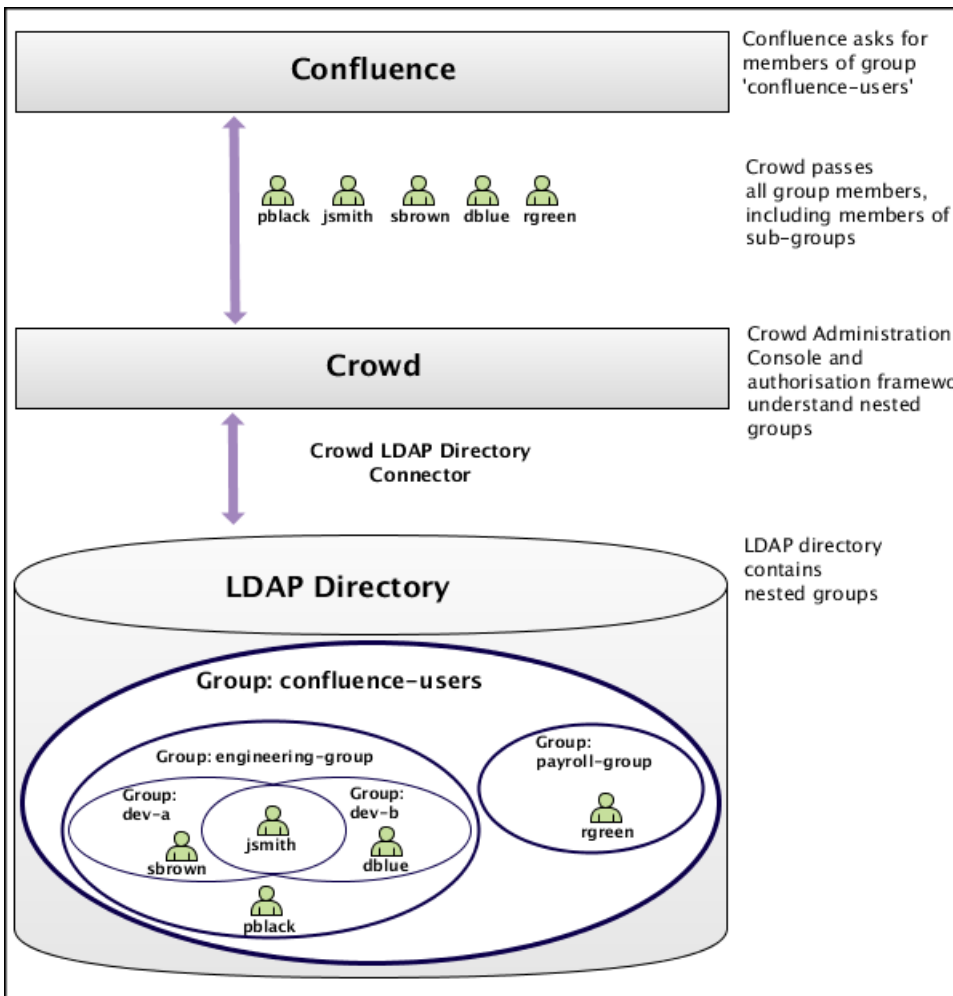 Confluence
Confluence asks for
members of group
'confluence-users'
pblack jsmith sbrown dblue rgreen
Crowd passes
all group members,
including members of
sub-groups
Crowd
Crowd Administration
Console and
authorisation framewo
understand nested
groups
Crowd LDAP Directory
Connector
LDAP Directory
LDAP directory
contains
nested groups
Group: confluence-users
Group: engineering-group
Group:
dev-a
sbrown
jsmith
Group:
dev-b
dblue
pblack
Group:
payroll-group
rgreen